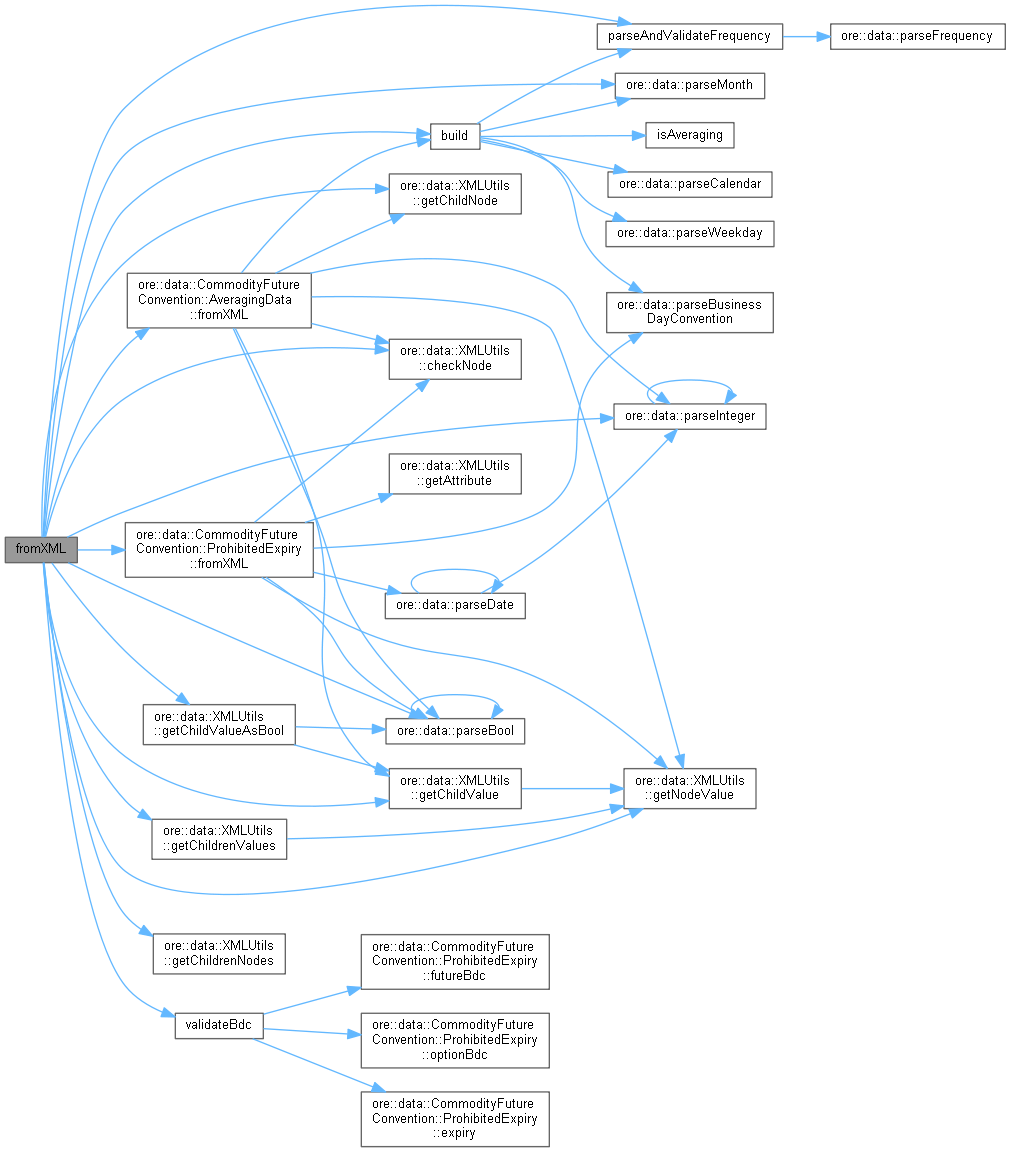 parseAndValidateFrequency
ore::data::parseFrequency
ore::data::parseMonth
build
isAveraging
ore::data::XMLUtils
::getChildNode
ore::data::parseCalendar
ore::data::parseWeekday
ore::data::CommodityFuture
Convention::AveragingData
::fromXML
ore::data::parseBusiness
DayConvention
ore::data::XMLUtils
::checkNode
ore::data::parseInteger
ore::data::XMLUtils
::getAttribute
fromXML
ore::data::CommodityFuture
Convention::ProhibitedExpiry
::fromXML
ore::data::parseDate
ore::data::XMLUtils
::getChildValueAsBool
ore::data::parseBool
ore::data::XMLUtils
::getChildValue
ore::data::XMLUtils
::getNodeValue
ore::data::XMLUtils
::getChildrenValues
ore::data::XMLUtils
::getChildrenNodes
ore::data::CommodityFuture
Convention::ProhibitedExpiry
::futureBdc
validateBdc
ore::data::CommodityFuture
Convention::ProhibitedExpiry
::optionBdc
ore::data::CommodityFuture
Convention::ProhibitedExpiry
::expiry